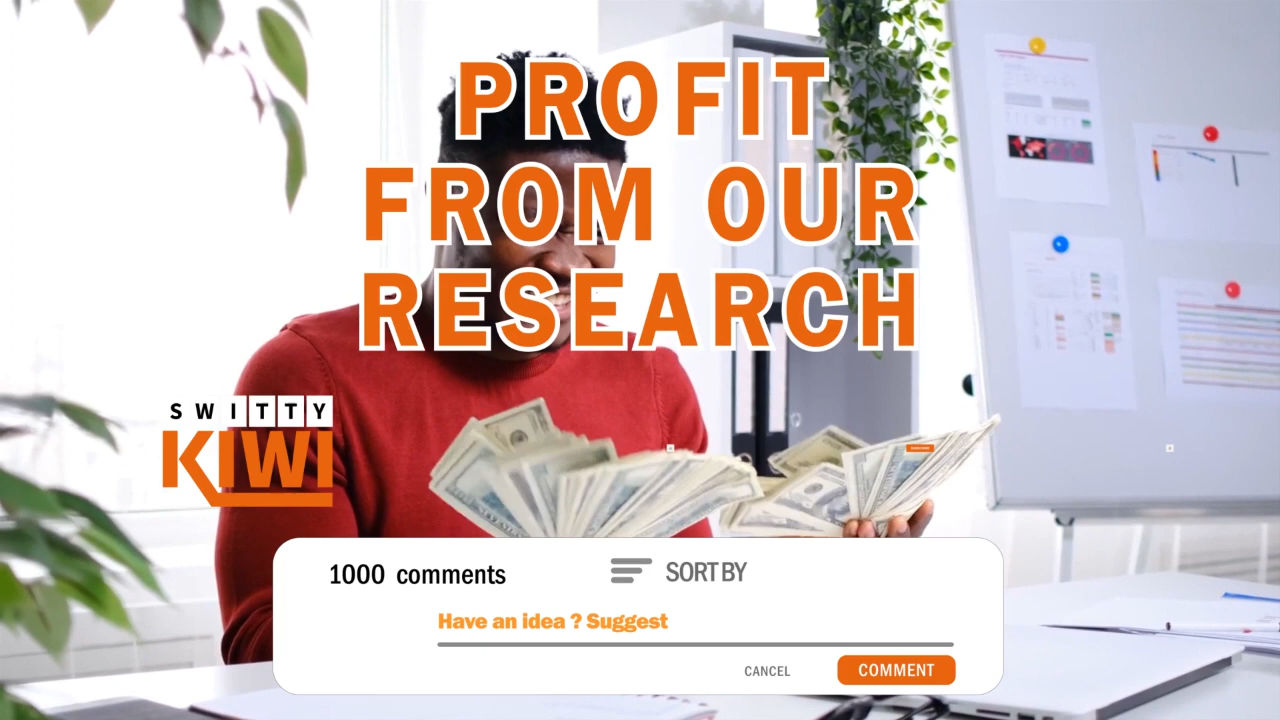 PROFIT
FROM OUR
RESEARCH
SWITTY
KIWI
1000 comments
SORT BY
Have an idea ? Suggest
CANCEL
COMMENT